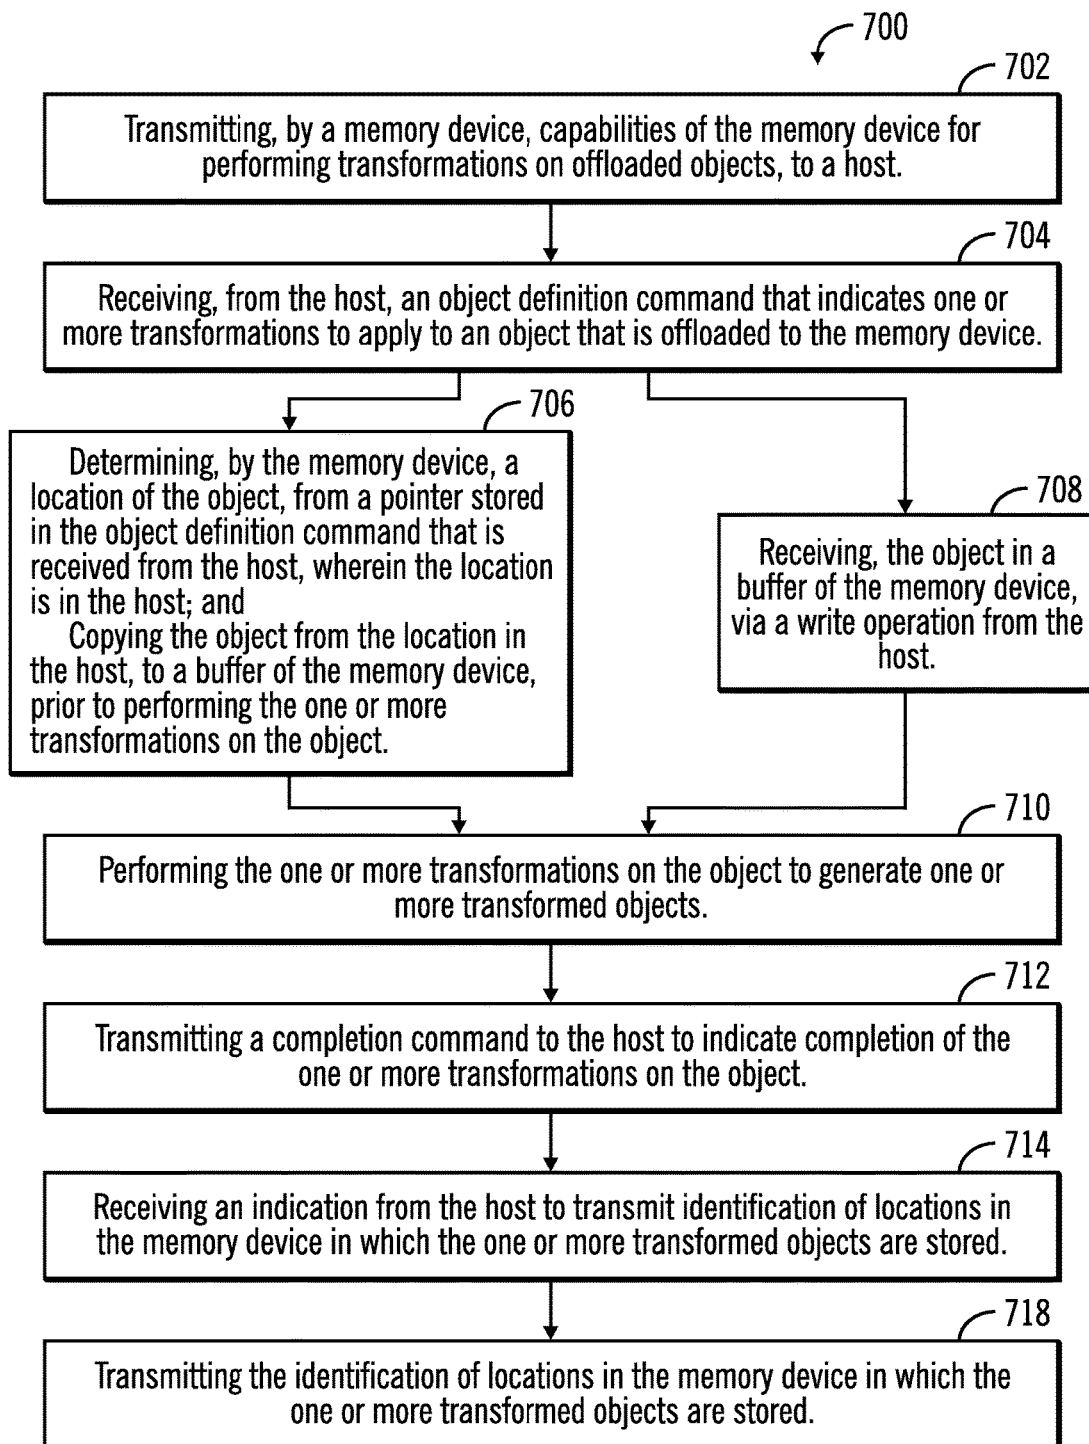 700
702
Transmitting, by a memory device, capabilities of the memory device for
performing transformations on offloaded objects, to a host.
704
Receiving, from the host, an object definition command that indicates one or
more transformations to apply to an object that is offloaded to the memory device.
706
Determining, by the memory device, a
location of the object, from a pointer stored
in the object definition command that is
received from the host, wherein the location
is in the host; and
Copying the object from the location in
the host, to a buffer of the memory device,
prior to performing the one or more
transformations on the object.
708
Receiving, the object in a
buffer of the memory device,
via a write operation from the
host.
710
Performing the one or more transformations on the object to generate one or
more transformed objects.
712
Transmitting a completion command to the host to indicate completion of the
one or more transformations on the object.
714
Receiving an indication from the host to transmit identification of locations in
the memory device in which the one or more transformed objects are stored.
718
Transmitting the identification of locations in the memory device in which the
one or more transformed objects are stored.